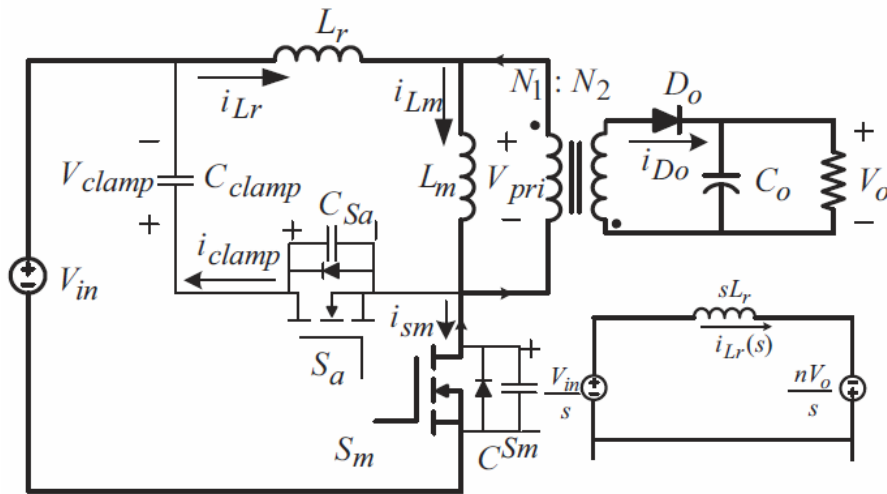 L_r
i_Lr
i_Lm
N_1 : N_2
D_o
−
+
V_clamp
C_clamp
L_m
V_pri
−
i_Do
C_o
+
V_o
−
+
C_Sa
+
i_clamp
V_in
S_a
i_sm
+
S_m
C^Sm
V_in/s
sL_r
i_Lr(s)
nV_o/s